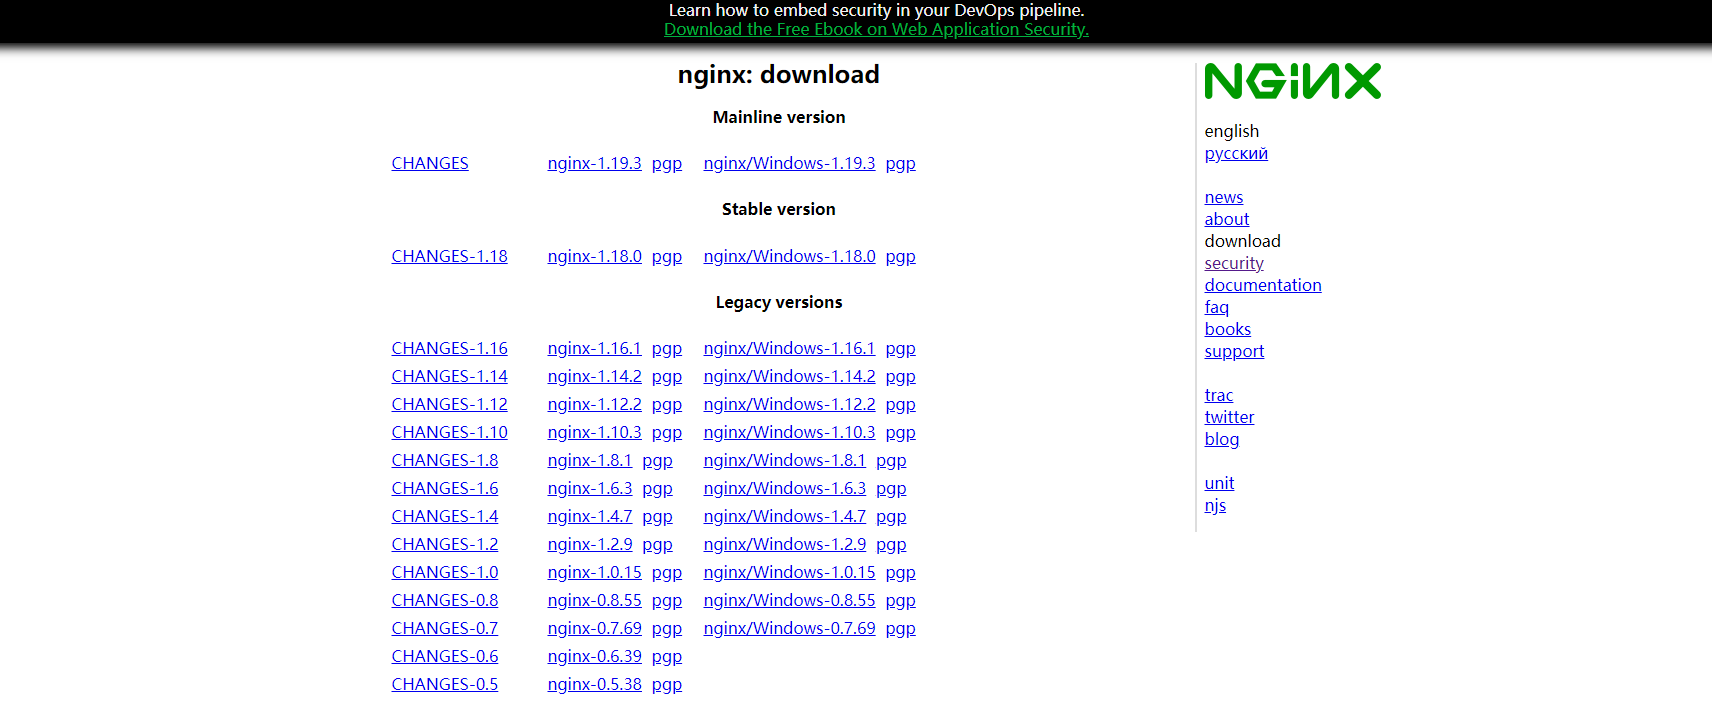 Learn how to embed security in your DevOps pipeline.
Download the Free Ebook on Web Application Security.
nginx: download
Mainline version
CHANGES nginx-1.19.3 pgp nginx/Windows-1.19.3 pgp
Stable version
CHANGES-1.18 nginx-1.18.0 pgp nginx/Windows-1.18.0 pgp
Legacy versions
CHANGES-1.16 nginx-1.16.1 pgp nginx/Windows-1.16.1 pgp
CHANGES-1.14 nginx-1.14.2 pgp nginx/Windows-1.14.2 pgp
CHANGES-1.12 nginx-1.12.2 pgp nginx/Windows-1.12.2 pgp
CHANGES-1.10 nginx-1.10.3 pgp nginx/Windows-1.10.3 pgp
CHANGES-1.8 nginx-1.8.1 pgp nginx/Windows-1.8.1 pgp
CHANGES-1.6 nginx-1.6.3 pgp nginx/Windows-1.6.3 pgp
CHANGES-1.4 nginx-1.4.7 pgp nginx/Windows-1.4.7 pgp
CHANGES-1.2 nginx-1.2.9 pgp nginx/Windows-1.2.9 pgp
CHANGES-1.0 nginx-1.0.15 pgp nginx/Windows-1.0.15 pgp
CHANGES-0.8 nginx-0.8.55 pgp nginx/Windows-0.8.55 pgp
CHANGES-0.7 nginx-0.7.69 pgp nginx/Windows-0.7.69 pgp
CHANGES-0.6 nginx-0.6.39 pgp
CHANGES-0.5 nginx-0.5.38 pgp
NGiNX
english
русский
news
about
download
security
documentation
faq
books
support
trac
twitter
blog
unit
njs